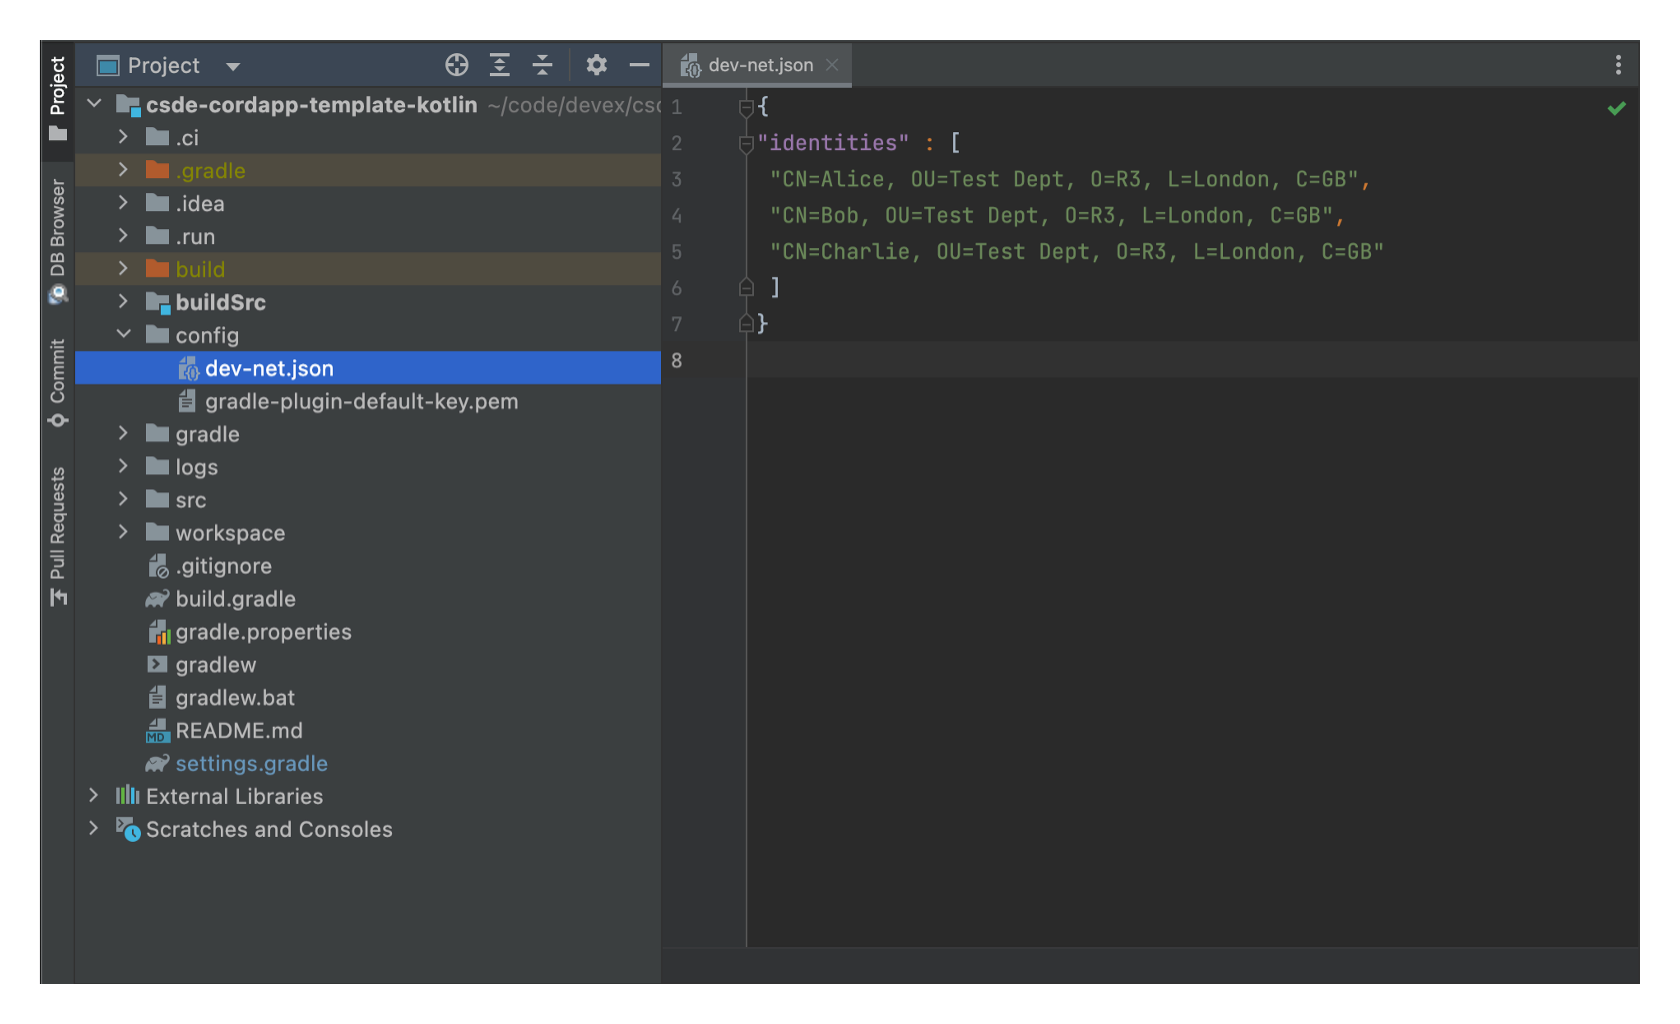 Project
DB Browser
Commit
Pull Requests
Project
csde-cordapp-template-kotlin ~/code/devex/csc
.ci
.gradle
.idea
.run
build
buildSrc
config
dev-net.json
gradle-plugin-default-key.pem
gradle
logs
src
workspace
.gitignore
build.gradle
gradle.properties
gradlew
gradlew.bat
MD README.md
settings.gradle
External Libraries
Scratches and Consoles
dev-net.json
1 {
2 "identities" : [
3 "CN=Alice, OU=Test Dept, O=R3, L=London, C=GB",
4 "CN=Bob, OU=Test Dept, O=R3, L=London, C=GB",
5 "CN=Charlie, OU=Test Dept, O=R3, L=London, C=GB"
6 ]
7 }
8